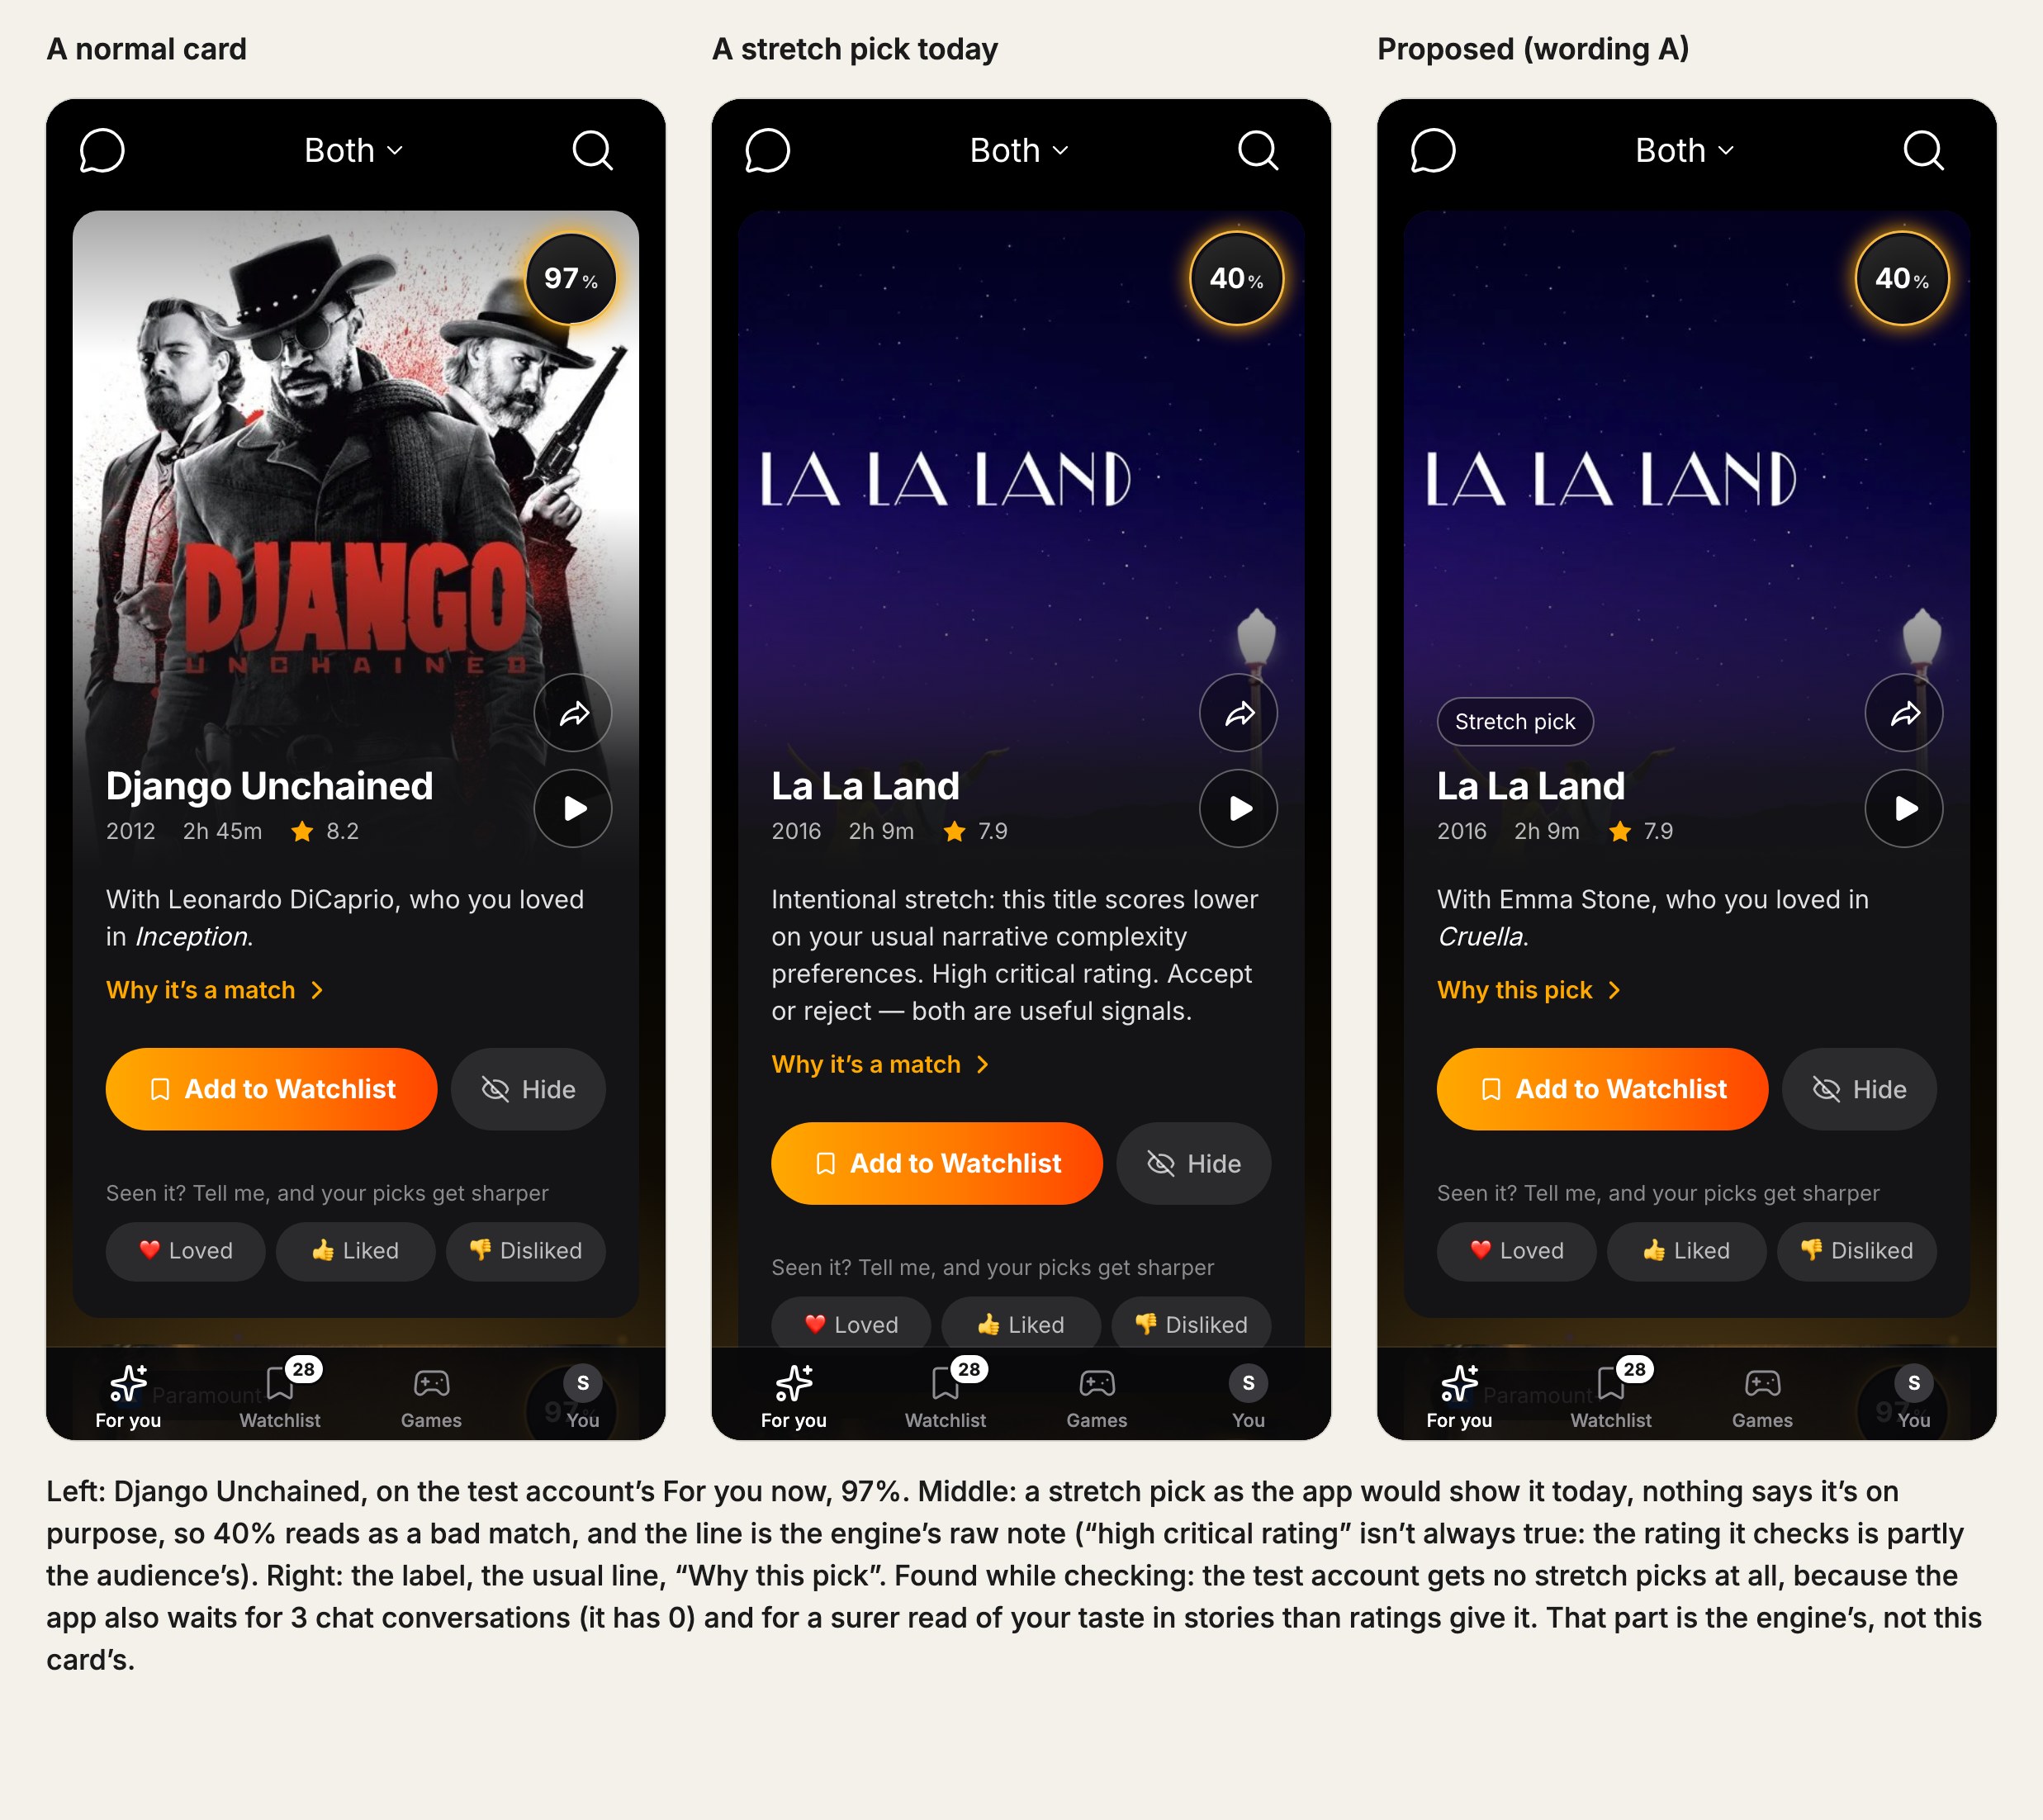 A normal card
Both
97%
DJANGO
UNCHAINED
Django Unchained
2012 2h 45m 8.2
With Leonardo DiCaprio, who you loved
in Inception.
Why it’s a match
Add to Watchlist
Hide
Seen it? Tell me, and your picks get sharper
❤️ Loved
👍 Liked
👎 Disliked
Paramount
97
28
S
For you
Watchlist
Games
You
A stretch pick today
Both
40%
LA LA LAND
La La Land
2016 2h 9m 7.9
Intentional stretch: this title scores lower
on your usual narrative complexity
preferences. High critical rating. Accept
or reject — both are useful signals.
Why it’s a match
Add to Watchlist
Hide
Seen it? Tell me, and your picks get sharper
❤️ Loved
👍 Liked
👎 Disliked
28
S
For you
Watchlist
Games
You
Proposed (wording A)
Both
40%
LA LA LAND
Stretch pick
La La Land
2016 2h 9m 7.9
With Emma Stone, who you loved in
Cruella.
Why this pick
Add to Watchlist
Hide
Seen it? Tell me, and your picks get sharper
❤️ Loved
👍 Liked
👎 Disliked
Paramount
97
28
S
For you
Watchlist
Games
You
Left: Django Unchained, on the test account’s For you now, 97%. Middle: a stretch pick as the app would show it today, nothing says it’s on
purpose, so 40% reads as a bad match, and the line is the engine’s raw note (“high critical rating” isn’t always true: the rating it checks is partly
the audience’s). Right: the label, the usual line, “Why this pick”. Found while checking: the test account gets no stretch picks at all, because the
app also waits for 3 chat conversations (it has 0) and for a surer read of your taste in stories than ratings give it. That part is the engine’s, not this
card’s.